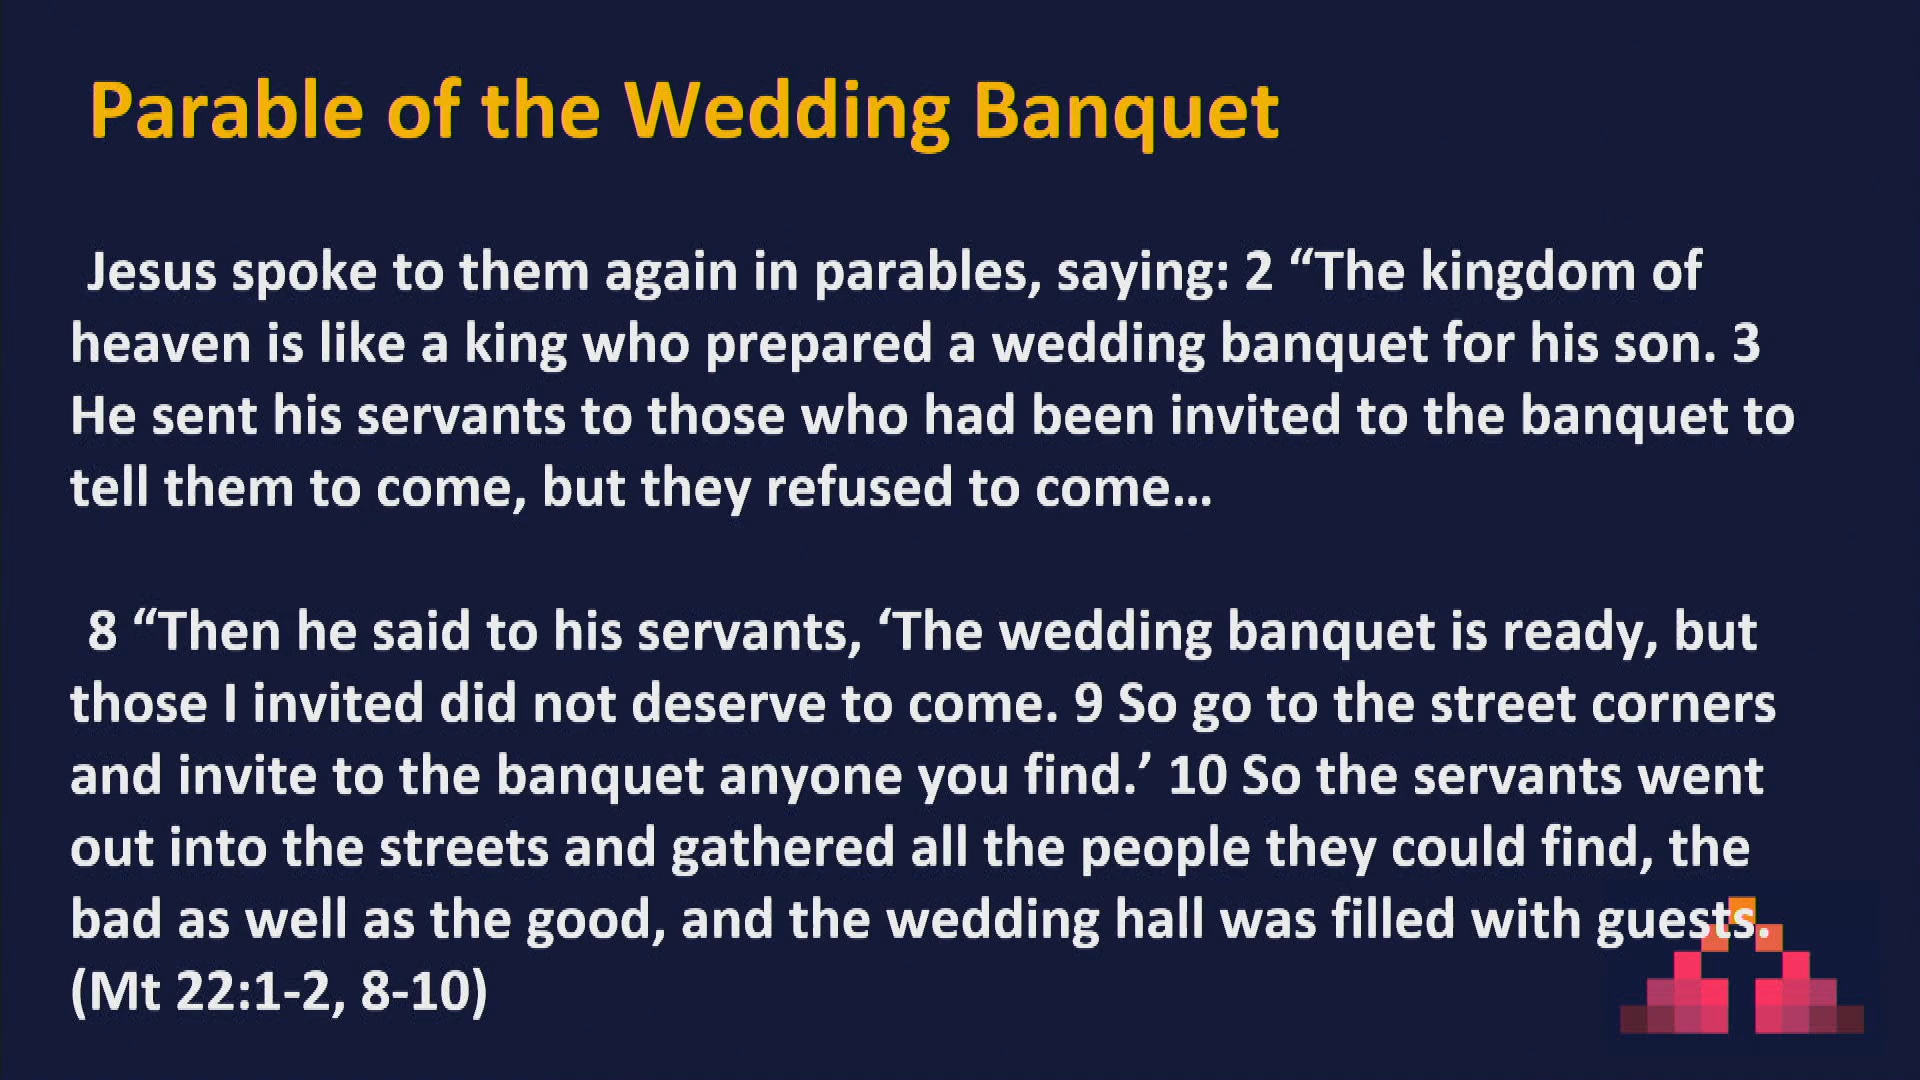 Parable of the Wedding Banquet
Jesus spoke to them again in parables, saying: 2 “The kingdom of
heaven is like a king who prepared a wedding banquet for his son. 3
He sent his servants to those who had been invited to the banquet to
tell them to come, but they refused to come…
8 “Then he said to his servants, ‘The wedding banquet is ready, but
those I invited did not deserve to come. 9 So go to the street corners
and invite to the banquet anyone you find.’ 10 So the servants went
out into the streets and gathered all the people they could find, the
bad as well as the good, and the wedding hall was filled with guests.
(Mt 22:1-2, 8-10)